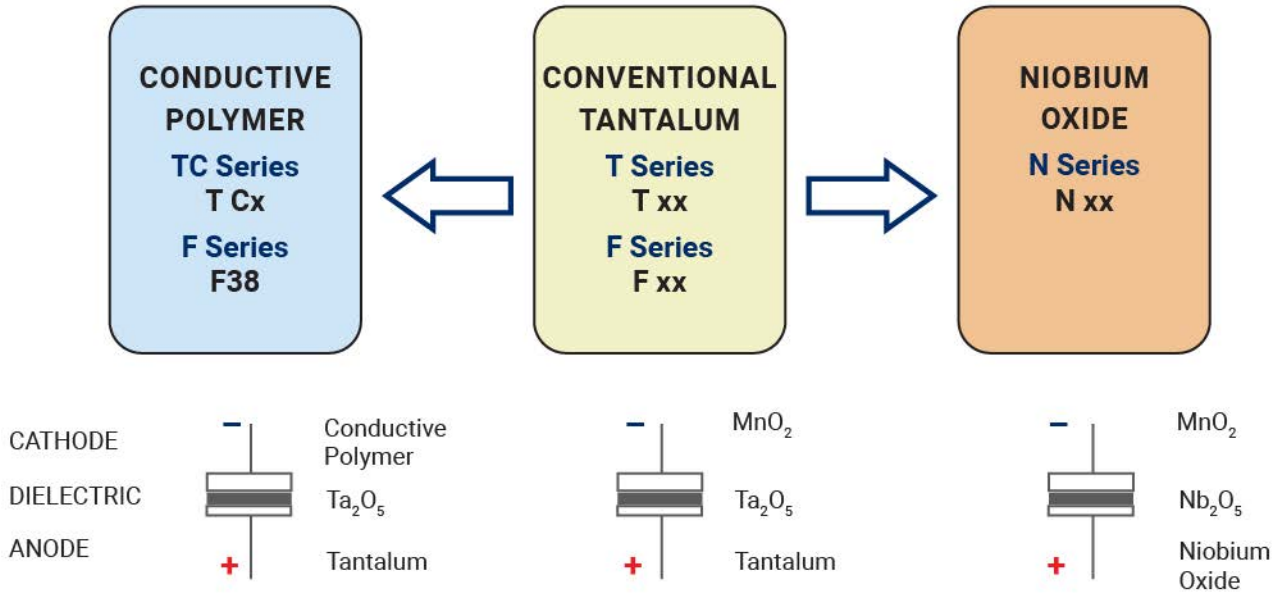 CONDUCTIVE
POLYMER
TC Series
T Cx
F Series
F38
CONVENTIONAL
TANTALUM
T Series
T xx
F Series
F xx
NIOBIUM
OXIDE
N Series
N xx
CATHODE
DIELECTRIC
ANODE
–
Conductive
Polymer
Ta₂O₅
+
Tantalum
–
MnO₂
Ta₂O₅
+
Tantalum
–
MnO₂
Nb₂O₅
+
Niobium
Oxide